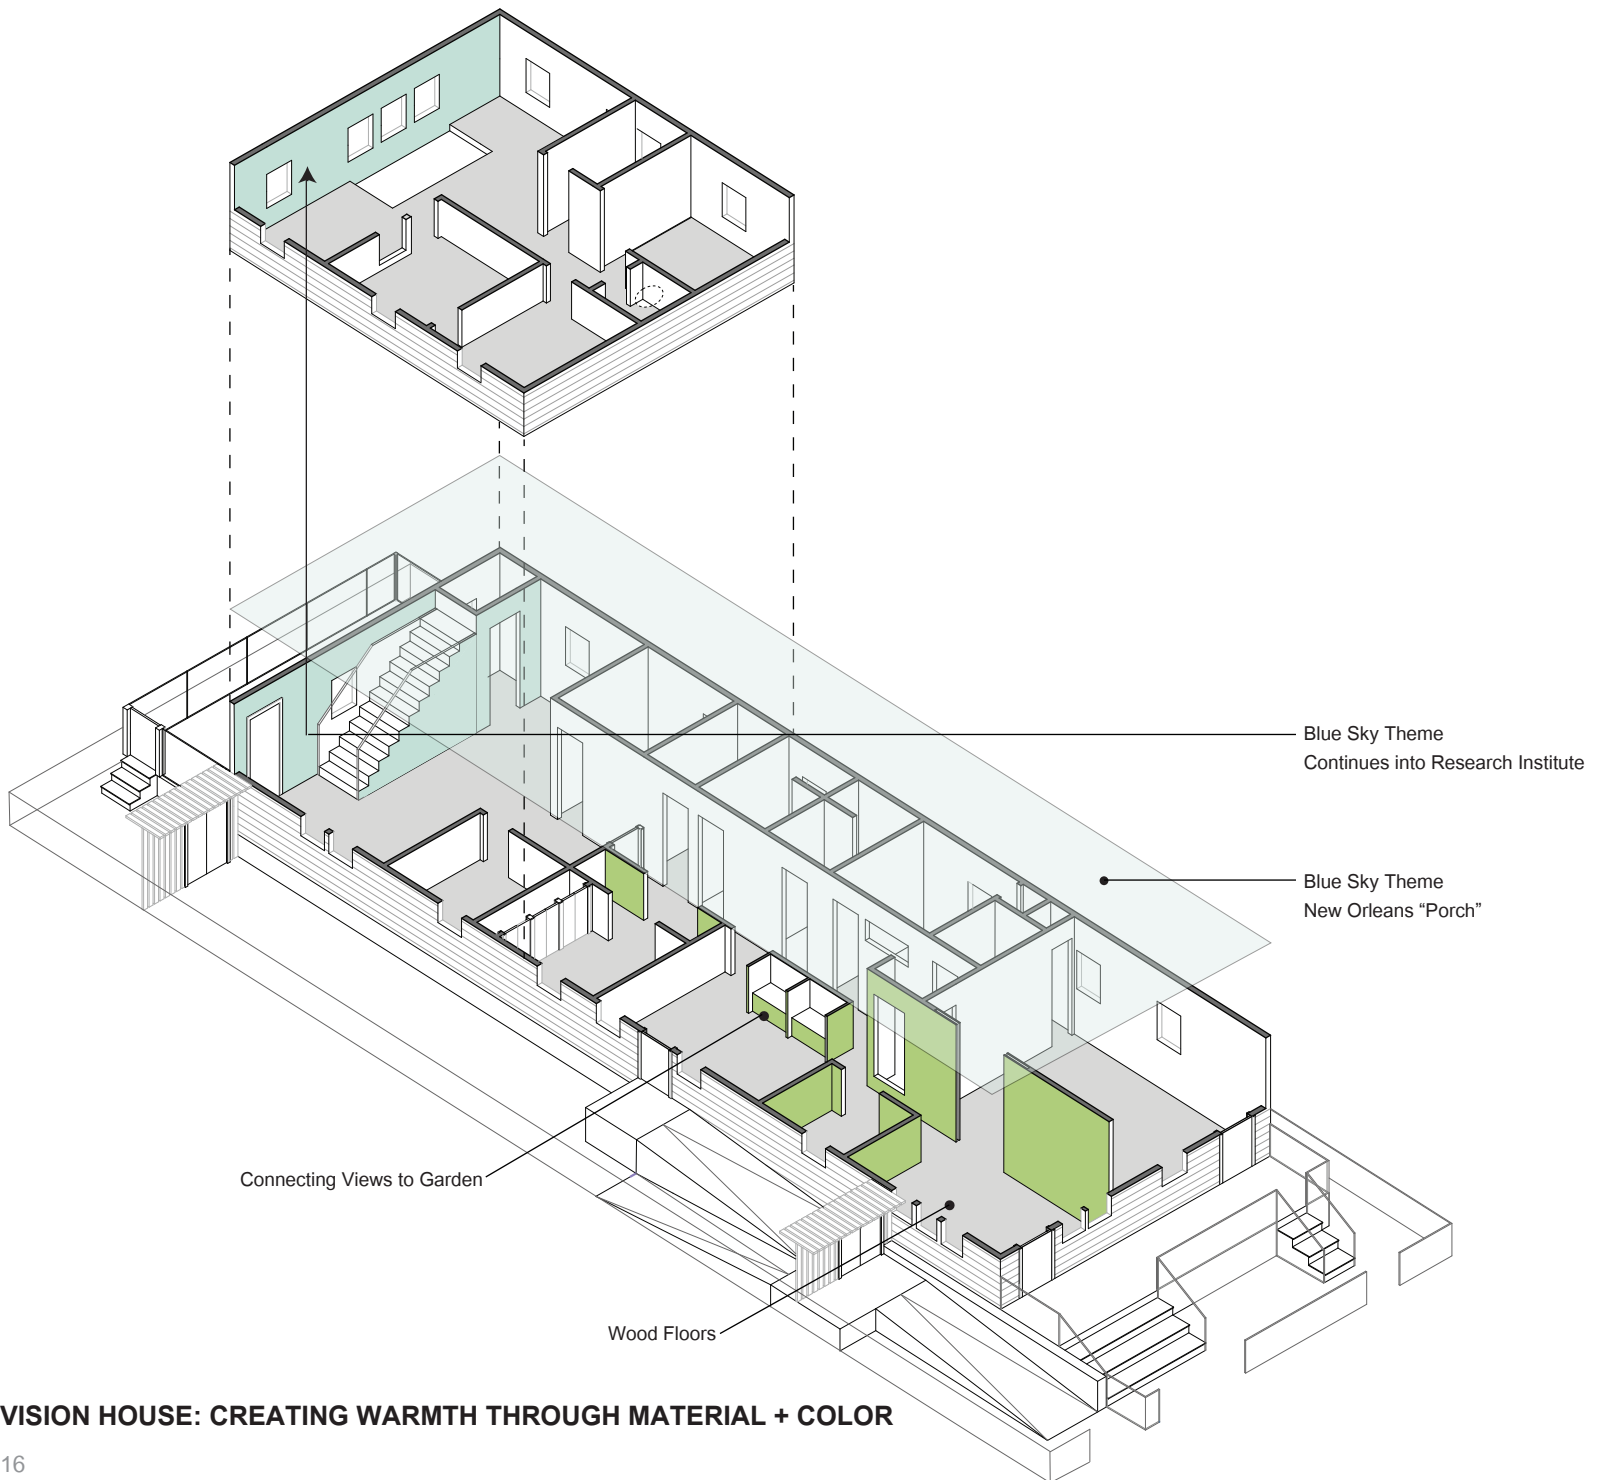 Blue Sky Theme
Continues into Research Institute
Blue Sky Theme
New Orleans “Porch”
Connecting Views to Garden
Wood Floors
VISION HOUSE: CREATING WARMTH THROUGH MATERIAL + COLOR
16